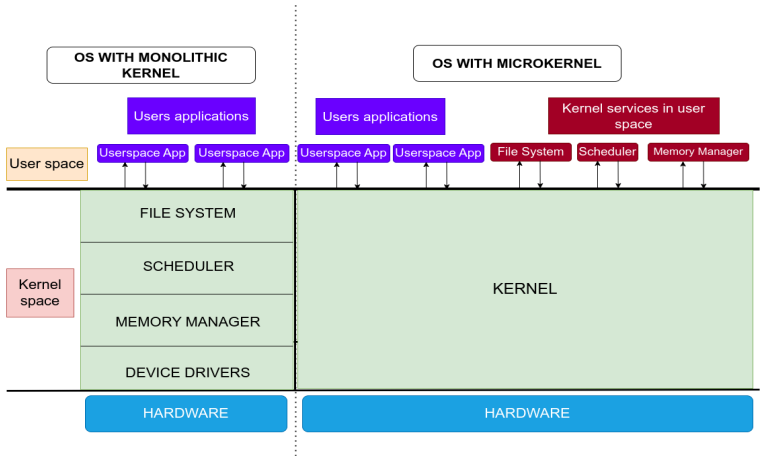 OS WITH MONOLITHIC
KERNEL
OS WITH MICROKERNEL
Users applications
Users applications
Kernel services in user
space
User space
Userspace App
Userspace App
Userspace App
Userspace App
File System
Scheduler
Memory Manager
FILE SYSTEM
SCHEDULER
MEMORY MANAGER
DEVICE DRIVERS
Kernel
space
KERNEL
HARDWARE
HARDWARE